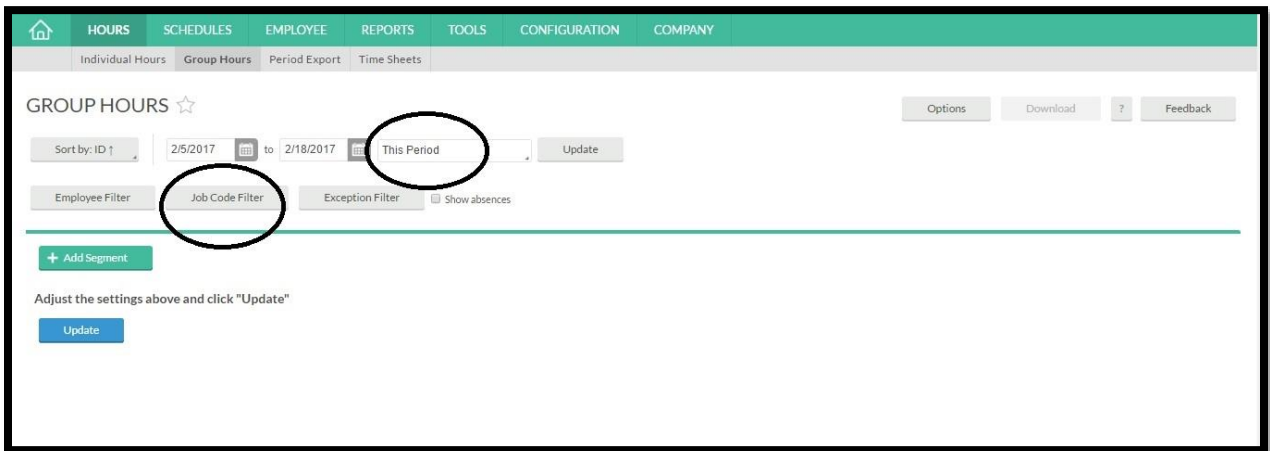 HOURS SCHEDULES EMPLOYEE REPORTS TOOLS CONFIGURATION COMPANY
Individual Hours Group Hours Period Export Time Sheets
GROUP HOURS Options Download ? Feedback
Sort by: ID ↑ 2/5/2017 to 2/18/2017 This Period Update
Employee Filter Job Code Filter Exception Filter Show absences
+ Add Segment
Adjust the settings above and click "Update"
Update